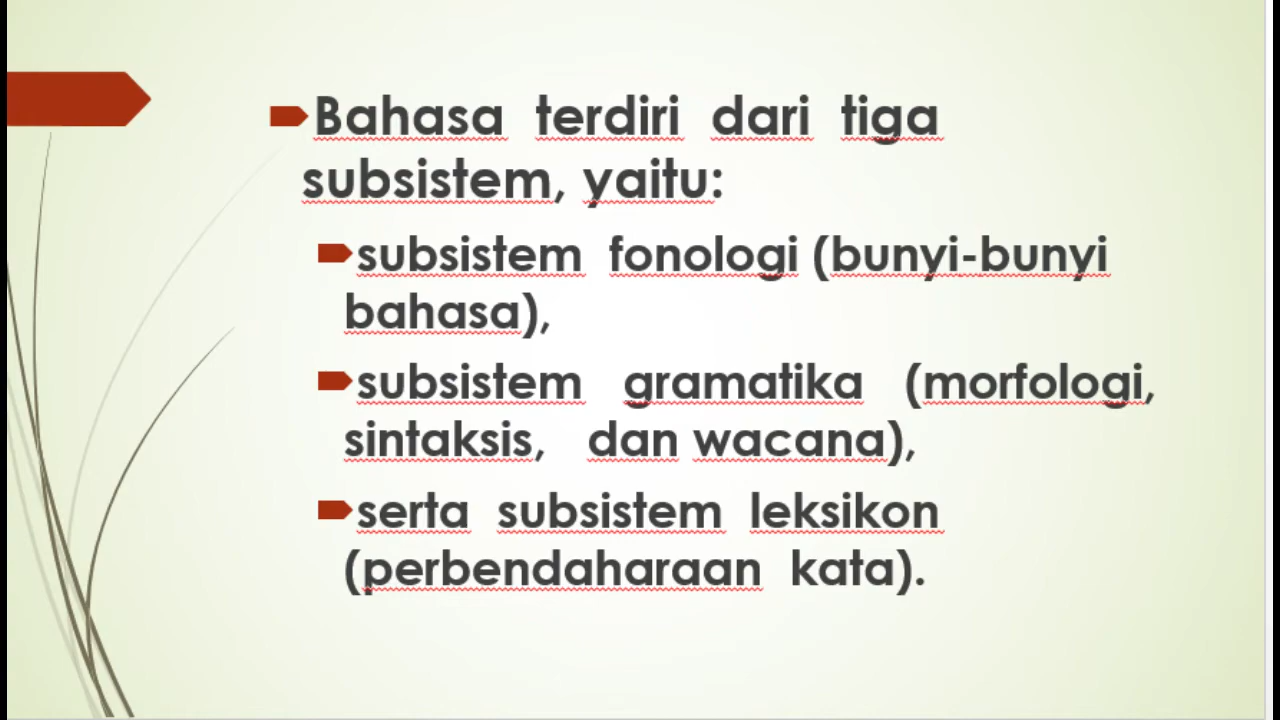 Bahasa terdiri dari tiga
subsistem, yaitu:
subsistem fonologi (bunyi-bunyi
bahasa),
subsistem gramatika (morfologi,
sintaksis, dan wacana),
serta subsistem leksikon
(perbendaharaan kata).